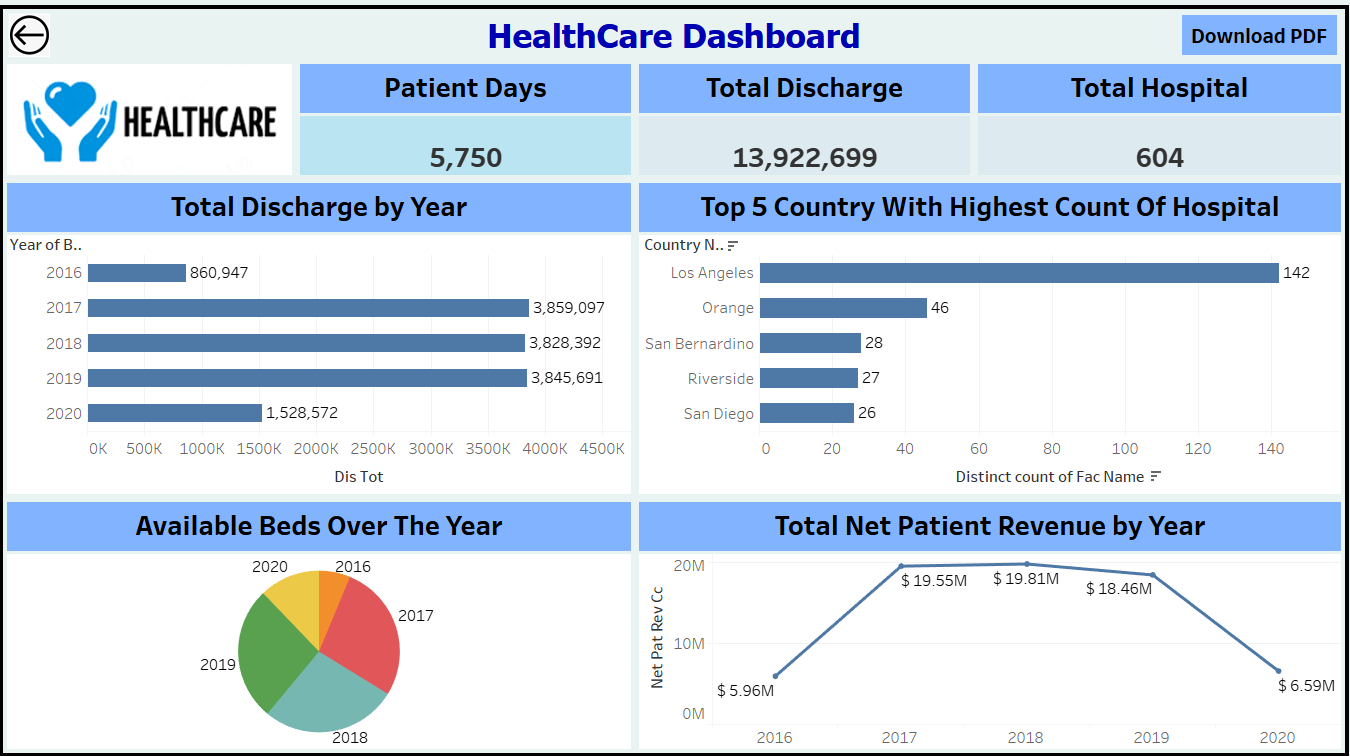 HealthCare Dashboard
Download PDF
HEALTHCARE
Patient Days
5,750
Total Discharge
13,922,699
Total Hospital
604
Total Discharge by Year
Year of B..
2016 860,947
2017 3,859,097
2018 3,828,392
2019 3,845,691
2020 1,528,572
0K 500K 1000K 1500K 2000K 2500K 3000K 3500K 4000K 4500K
Dis Tot
Top 5 Country With Highest Count Of Hospital
Country N..
Los Angeles 142
Orange 46
San Bernardino 28
Riverside 27
San Diego 26
0 20 40 60 80 100 120 140
Distinct count of Fac Name
Available Beds Over The Year
2020 2016
2017
2019
2018
Total Net Patient Revenue by Year
Net Pat Rev Cc
20M
10M
0M
$ 5.96M
$ 19.55M
$ 19.81M
$ 18.46M
$ 6.59M
2016 2017 2018 2019 2020